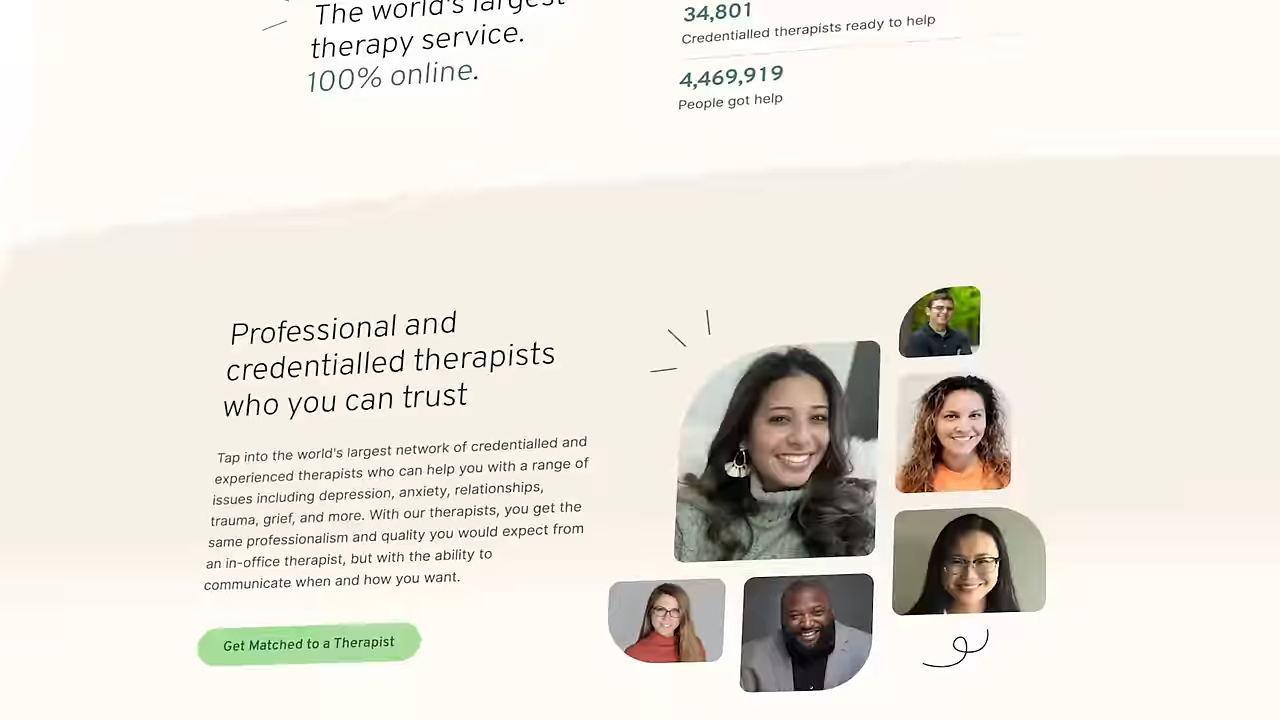 The world's largest
therapy service.
100% online.
34,801
Credentialled therapists ready to help
4,469,919
People got help
Professional and
credentialled therapists
who you can trust
Tap into the world's largest network of credentialled and
experienced therapists who can help you with a range of
issues including depression, anxiety, relationships,
trauma, grief, and more. With our therapists, you get the
same professionalism and quality you would expect from
an in-office therapist, but with the ability to
communicate when and how you want.
Get Matched to a Therapist